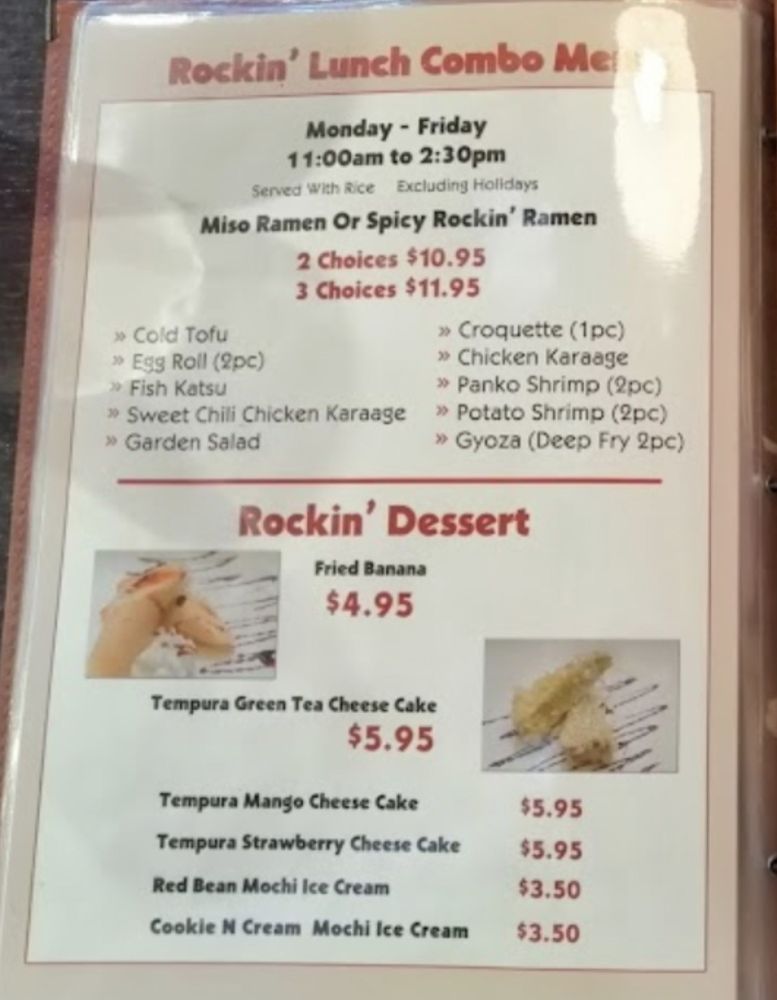 Rockin' Lunch Combo
Monday - Friday
11:00am to 2:30pm
Served With Rice Excluding Holidays
Miso Ramen Or Spicy Rockin' Ramen
2 Choices $10.95
3 Choices $11.95
» Cold Tofu
» Egg Roll (2pc)
» Fish Katsu
» Sweet Chili Chicken Karaage
» Garden Salad
» Croquette (1pc)
» Chicken Karaage
» Panko Shrimp (2pc)
» Potato Shrimp (2pc)
» Gyoza (Deep Fry 2pc)
Rockin' Dessert
Fried Banana
$4.95
Tempura Green Tea Cheese Cake
$5.95
Tempura Mango Cheese Cake $5.95
Tempura Strawberry Cheese Cake $5.95
Red Bean Mochi Ice Cream $3.50
Cookie N Cream Mochi Ice Cream $3.50